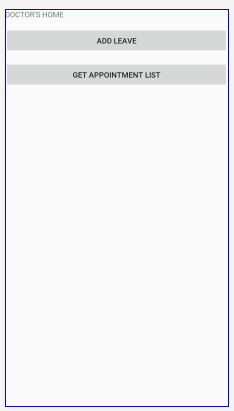 DOCTOR'S HOME
ADD LEAVE
GET APPOINTMENT LIST